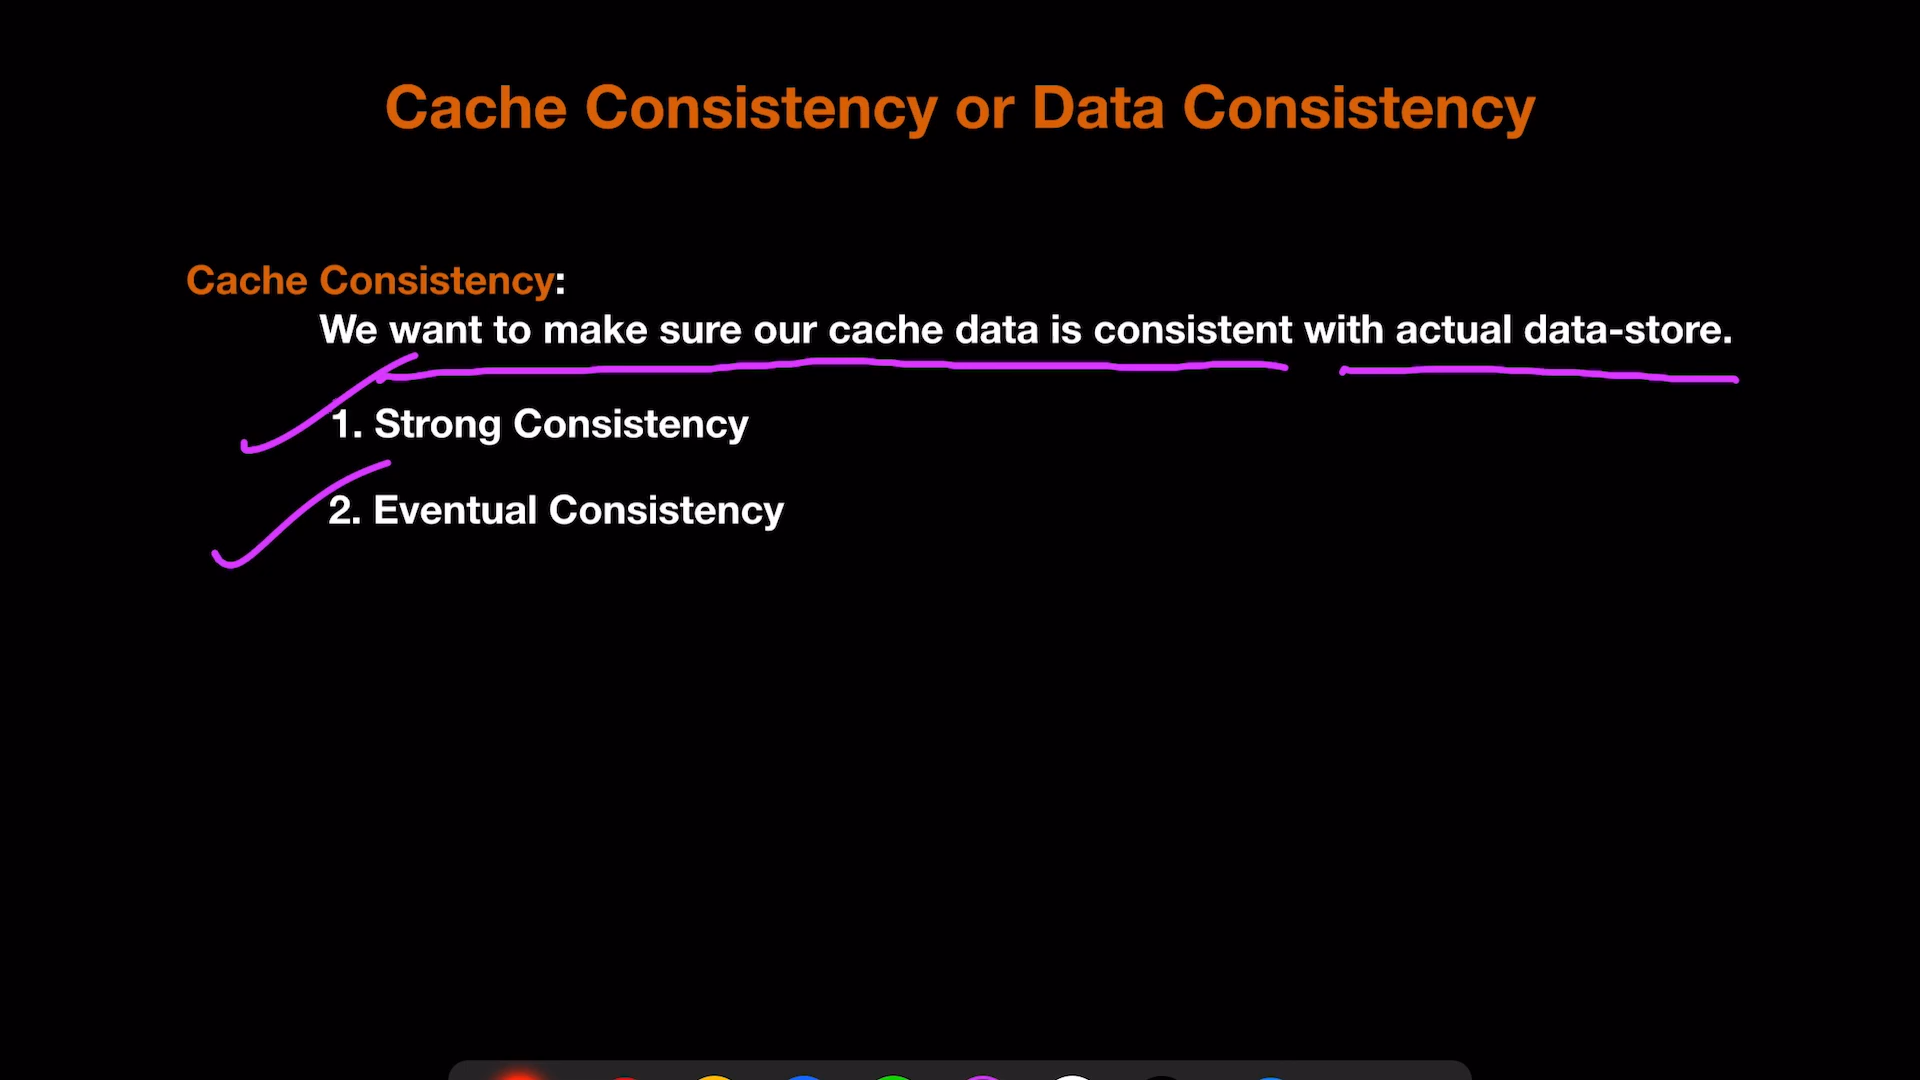 Cache Consistency or Data Consistency
Cache Consistency:
We want to make sure our cache data is consistent with actual data-store.
1. Strong Consistency
2. Eventual Consistency